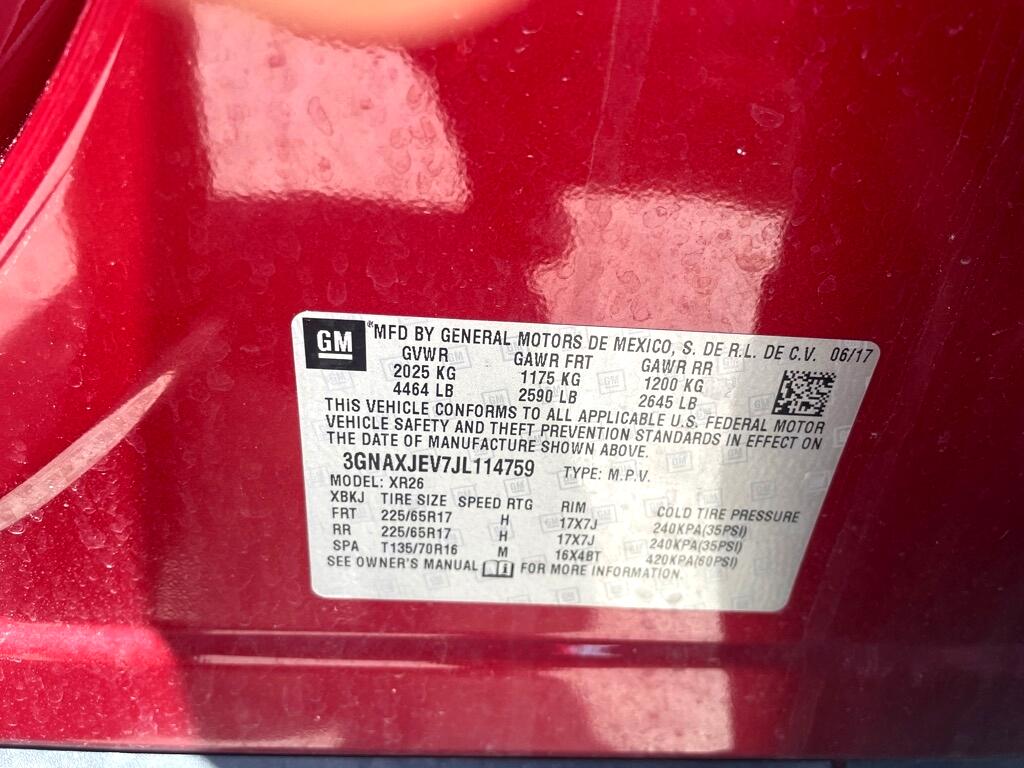 GM ®MFD BY GENERAL MOTORS DE MEXICO, S. DE R.L. DE C.V. 06/17
GVWR GAWR FRT GAWR RR
2025 KG 1175 KG 1200 KG
4464 LB 2590 LB 2645 LB
THIS VEHICLE CONFORMS TO ALL APPLICABLE U.S. FEDERAL MOTOR
VEHICLE SAFETY AND THEFT PREVENTION STANDARDS IN EFFECT ON
THE DATE OF MANUFACTURE SHOWN ABOVE.
3GNAXJEV7JL114759 TYPE: M.P.V.
MODEL: XR26
XBKJ TIRE SIZE SPEED RTG RIM COLD TIRE PRESSURE
FRT 225/65R17 H 17X7J 240KPA(35PSI)
RR 225/65R17 H 17X7J 240KPA(35PSI)
SPA T135/70R16 M 16X4BT 420KPA(60PSI)
SEE OWNER'S MANUAL FOR MORE INFORMATION.